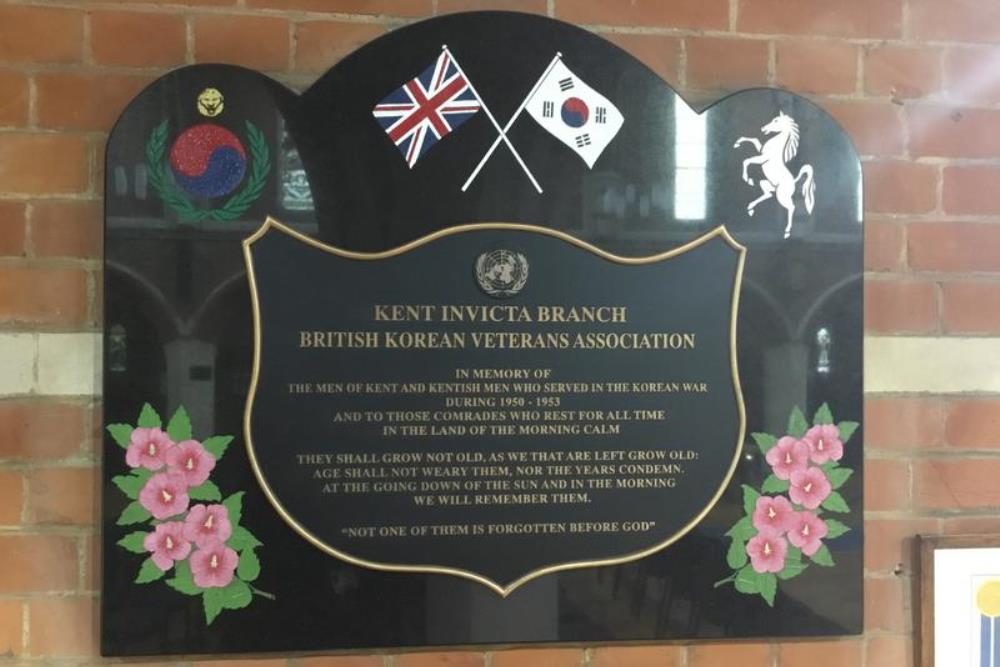 KENT INVICTA BRANCH
BRITISH KOREAN VETERANS ASSOCIATION
IN MEMORY OF
THE MEN OF KENT AND KENTISH MEN WHO SERVED IN THE KOREAN WAR
DURING 1950 - 1953
AND TO THOSE COMRADES WHO REST FOR ALL TIME
IN THE LAND OF THE MORNING CALM
THEY SHALL GROW NOT OLD, AS WE THAT ARE LEFT GROW OLD:
AGE SHALL NOT WEARY THEM, NOR THE YEARS CONDEMN.
AT THE GOING DOWN OF THE SUN AND IN THE MORNING
WE WILL REMEMBER THEM.
"NOT ONE OF THEM IS FORGOTTEN BEFORE GOD"